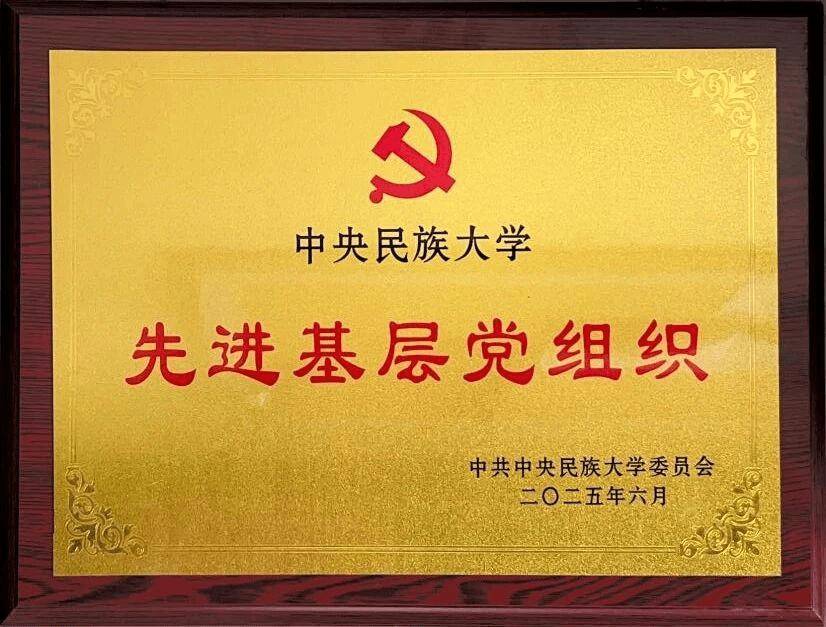 中央民族大学
先进基层党组织
中共中央民族大学委员会
二〇二五年六月